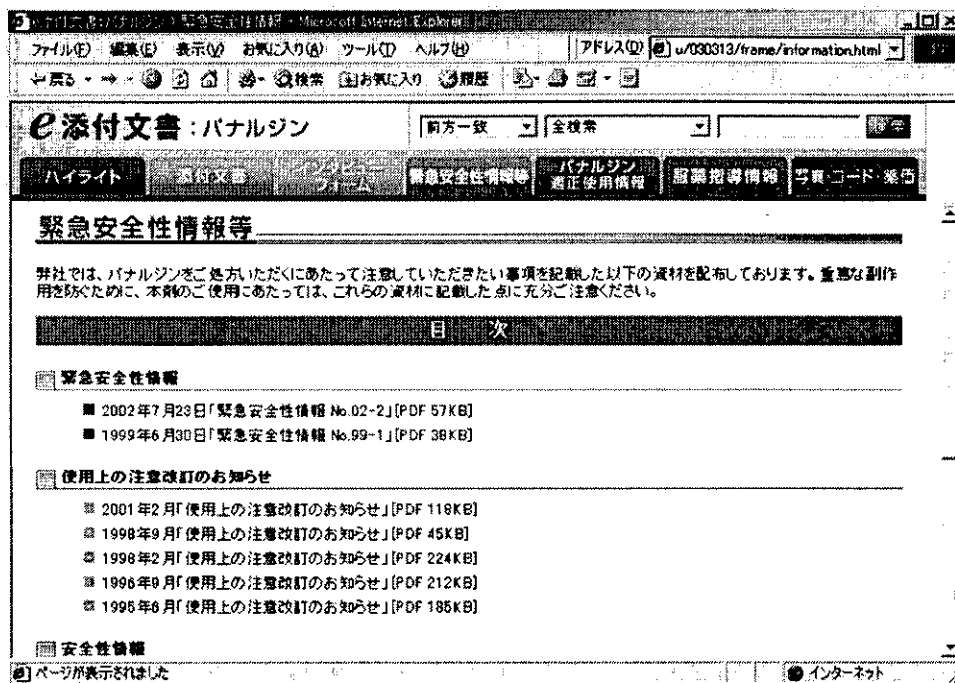 e添付文書:パナルジン 緊急安全性情報 - Microsoft Internet Explorer
ファイル(F) 編集(E) 表示(V) お気に入り(A) ツール(T) ヘルプ(H) アドレス(D) u/030313/frame/information.html
戻る 検索 お気に入り 履歴
e添付文書:パナルジン 前方一致 全検索
ハイライト 添付文書 インタビューフォーム 緊急安全性情報等 パナルジン適正使用情報 服薬指導情報 写真・コード・薬価
緊急安全性情報等
弊社では、パナルジンをご処方いただくにあたって注意していただきたい事項を記載した以下の資材を配布しております。重篤な副作
用を防ぐために、本剤のご使用にあたっては、これらの資材に記載した点に充分ご注意ください。
目 次
緊急安全性情報
■ 2002年7月23日「緊急安全性情報 No.02-2」[PDF 57KB]
■ 1999年6月30日「緊急安全性情報 No.99-1」[PDF 38KB]
使用上の注意改訂のお知らせ
2001年2月「使用上の注意改訂のお知らせ」[PDF 118KB]
1998年9月「使用上の注意改訂のお知らせ」[PDF 45KB]
1998年2月「使用上の注意改訂のお知らせ」[PDF 224KB]
1996年9月「使用上の注意改訂のお知らせ」[PDF 212KB]
1995年6月「使用上の注意改訂のお知らせ」[PDF 185KB]
安全性情報
ページが表示されました インターネット